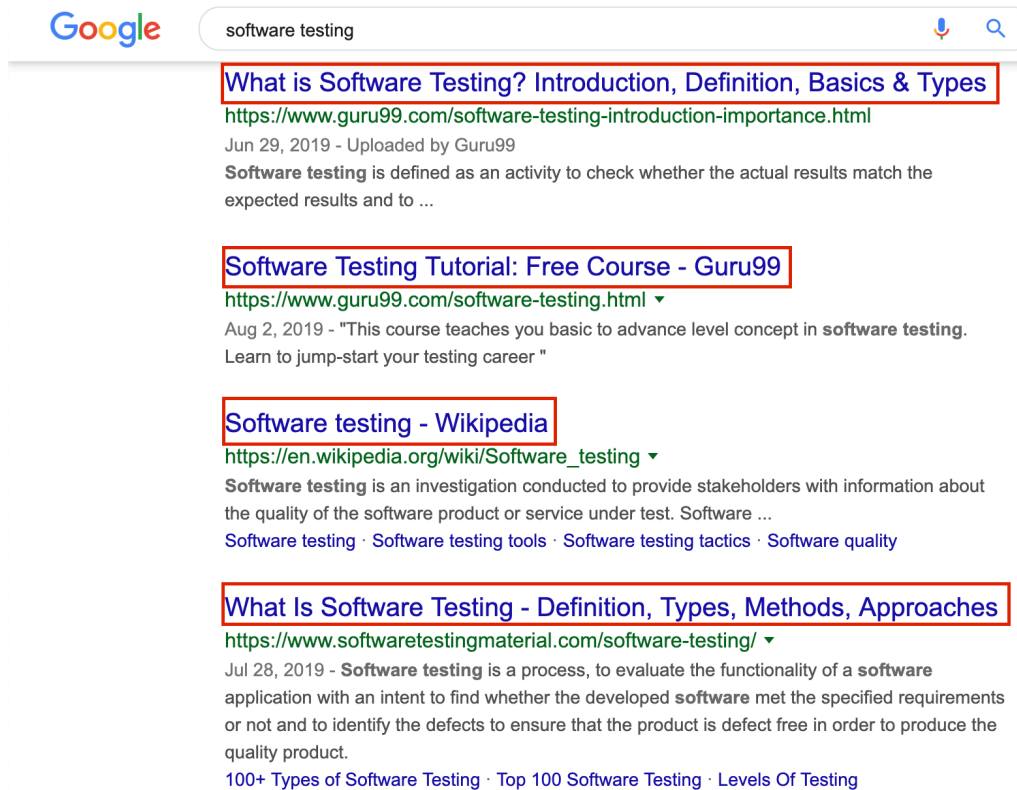 Google
software testing
What is Software Testing? Introduction, Definition, Basics & Types
https://www.guru99.com/software-testing-introduction-importance.html
Jun 29, 2019 - Uploaded by Guru99
Software testing is defined as an activity to check whether the actual results match the
expected results and to ...
Software Testing Tutorial: Free Course - Guru99
https://www.guru99.com/software-testing.html
Aug 2, 2019 - "This course teaches you basic to advance level concept in software testing.
Learn to jump-start your testing career "
Software testing - Wikipedia
https://en.wikipedia.org/wiki/Software_testing
Software testing is an investigation conducted to provide stakeholders with information about
the quality of the software product or service under test. Software ...
Software testing · Software testing tools · Software testing tactics · Software quality
What Is Software Testing - Definition, Types, Methods, Approaches
https://www.softwaretestingmaterial.com/software-testing/
Jul 28, 2019 - Software testing is a process, to evaluate the functionality of a software
application with an intent to find whether the developed software met the specified requirements
or not and to identify the defects to ensure that the product is defect free in order to produce the
quality product.
100+ Types of Software Testing · Top 100 Software Testing · Levels Of Testing